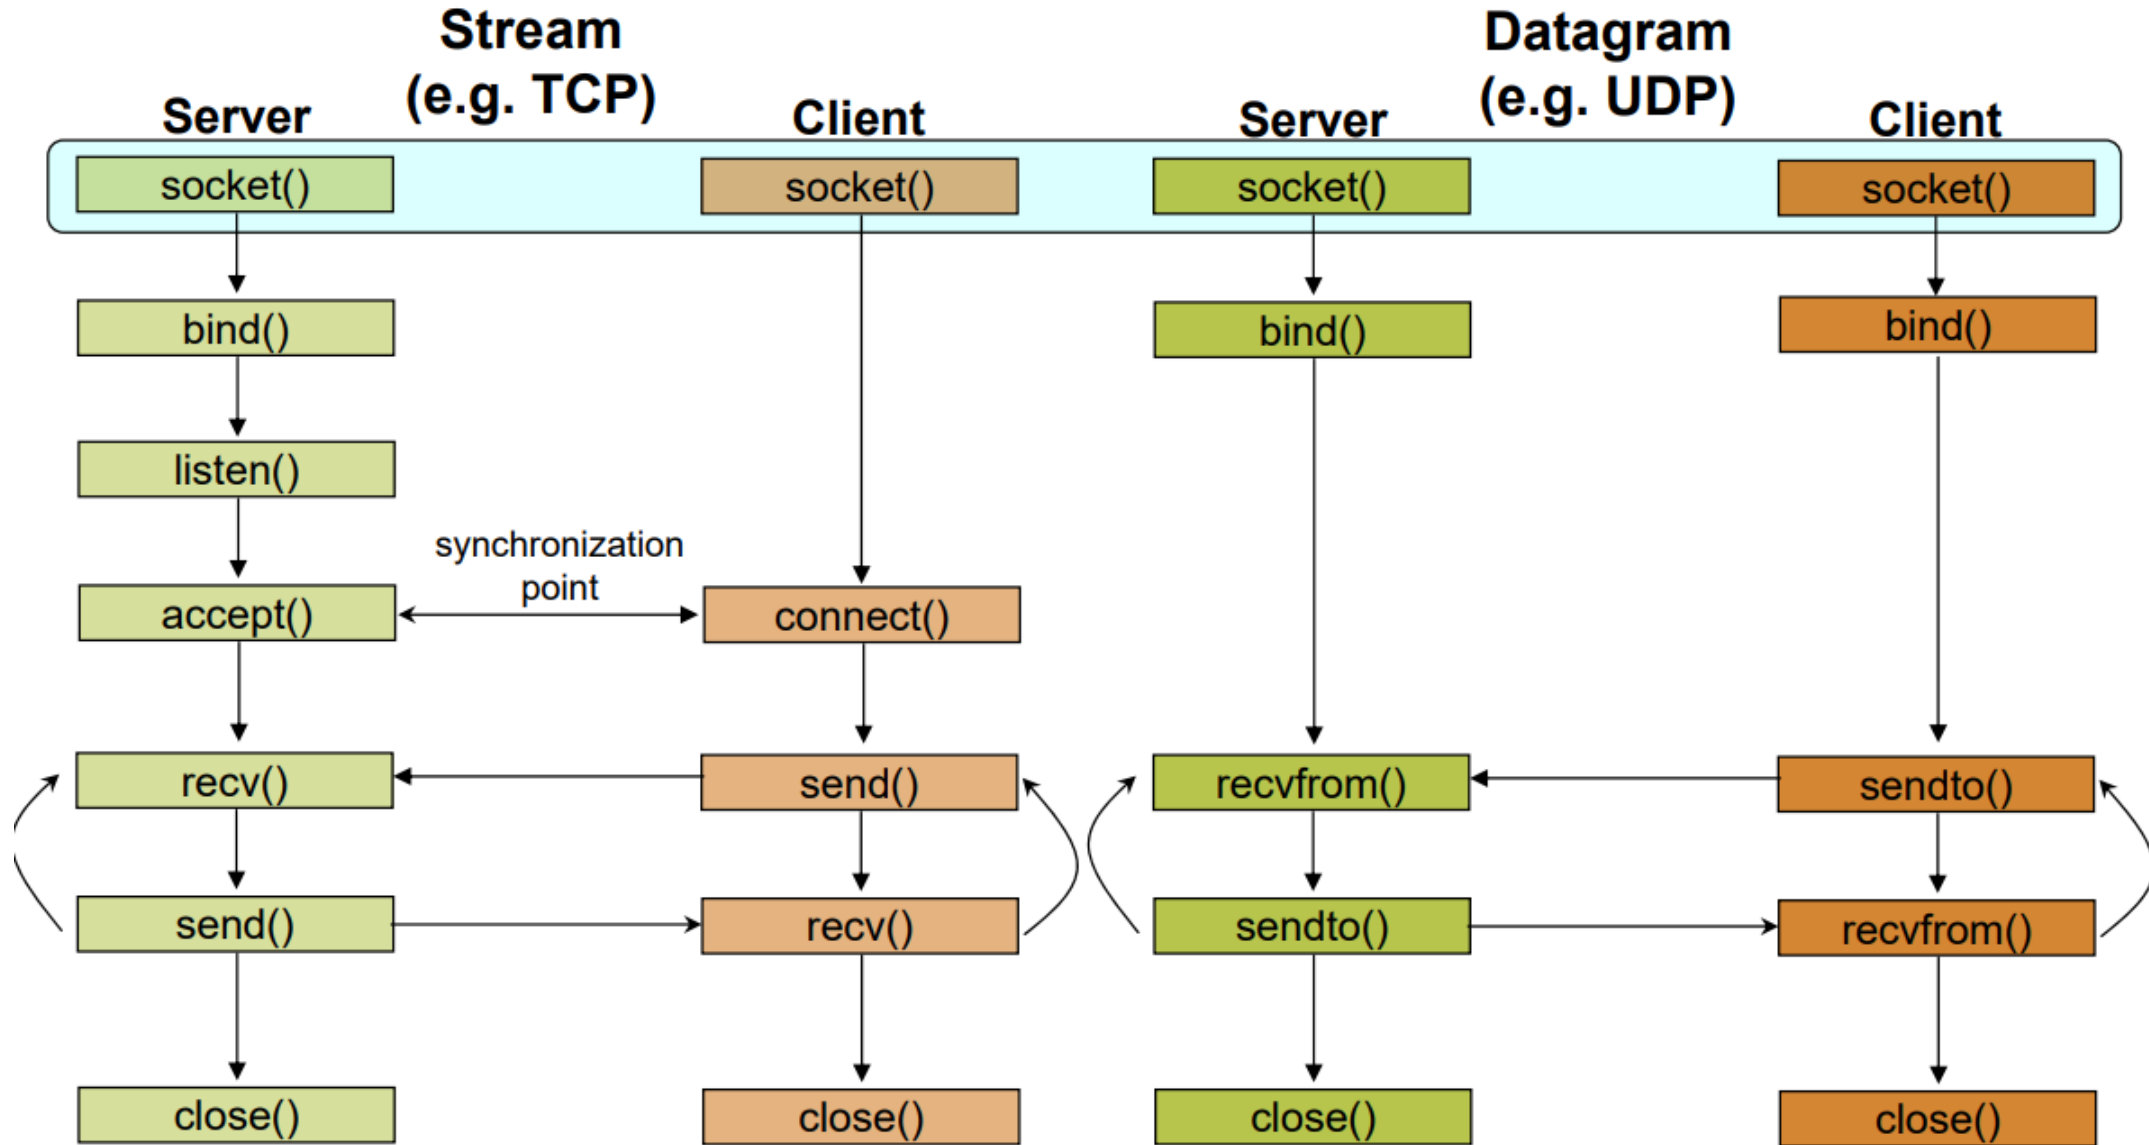 Stream
(e.g. TCP)
Datagram
(e.g. UDP)
Server
Client
Server
Client
socket()
socket()
socket()
socket()
bind()
bind()
bind()
listen()
synchronization
point
accept()
connect()
recv()
send()
recvfrom()
sendto()
send()
recv()
sendto()
recvfrom()
close()
close()
close()
close()